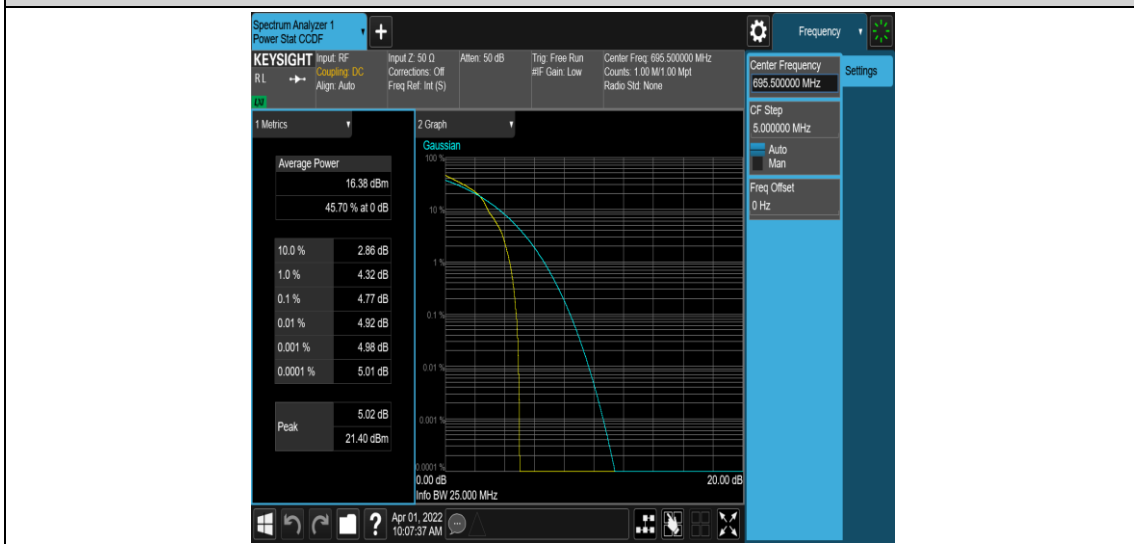 Spectrum Analyzer 1
Power Stat CCDF
+
Frequency
KEYSIGHT
RL
Input: RF
Coupling: DC
Align: Auto
Input Z: 50 Ω
Corrections: Off
Freq Ref: Int (S)
Atten: 50 dB
Trig: Free Run
#IF Gain: Low
Center Freq: 695.500000 MHz
Counts: 1.00 M/1.00 Mpt
Radio Std: None
Center Frequency
695.500000 MHz
Settings
CF Step
5.000000 MHz
Auto
Man
Freq Offset
0 Hz
1 Metrics
Average Power
16.38 dBm
45.70 % at 0 dB
10.0 % 2.86 dB
1.0 % 4.32 dB
0.1 % 4.77 dB
0.01 % 4.92 dB
0.001 % 4.98 dB
0.0001 % 5.01 dB
Peak
5.02 dB
21.40 dBm
2 Graph
Gaussian
100 %
10 %
1 %
0.1 %
0.01 %
0.001 %
0.0001 %
0.00 dB 20.00 dB
Info BW 25.000 MHz
?
Apr 01, 2022
10:07:37 AM